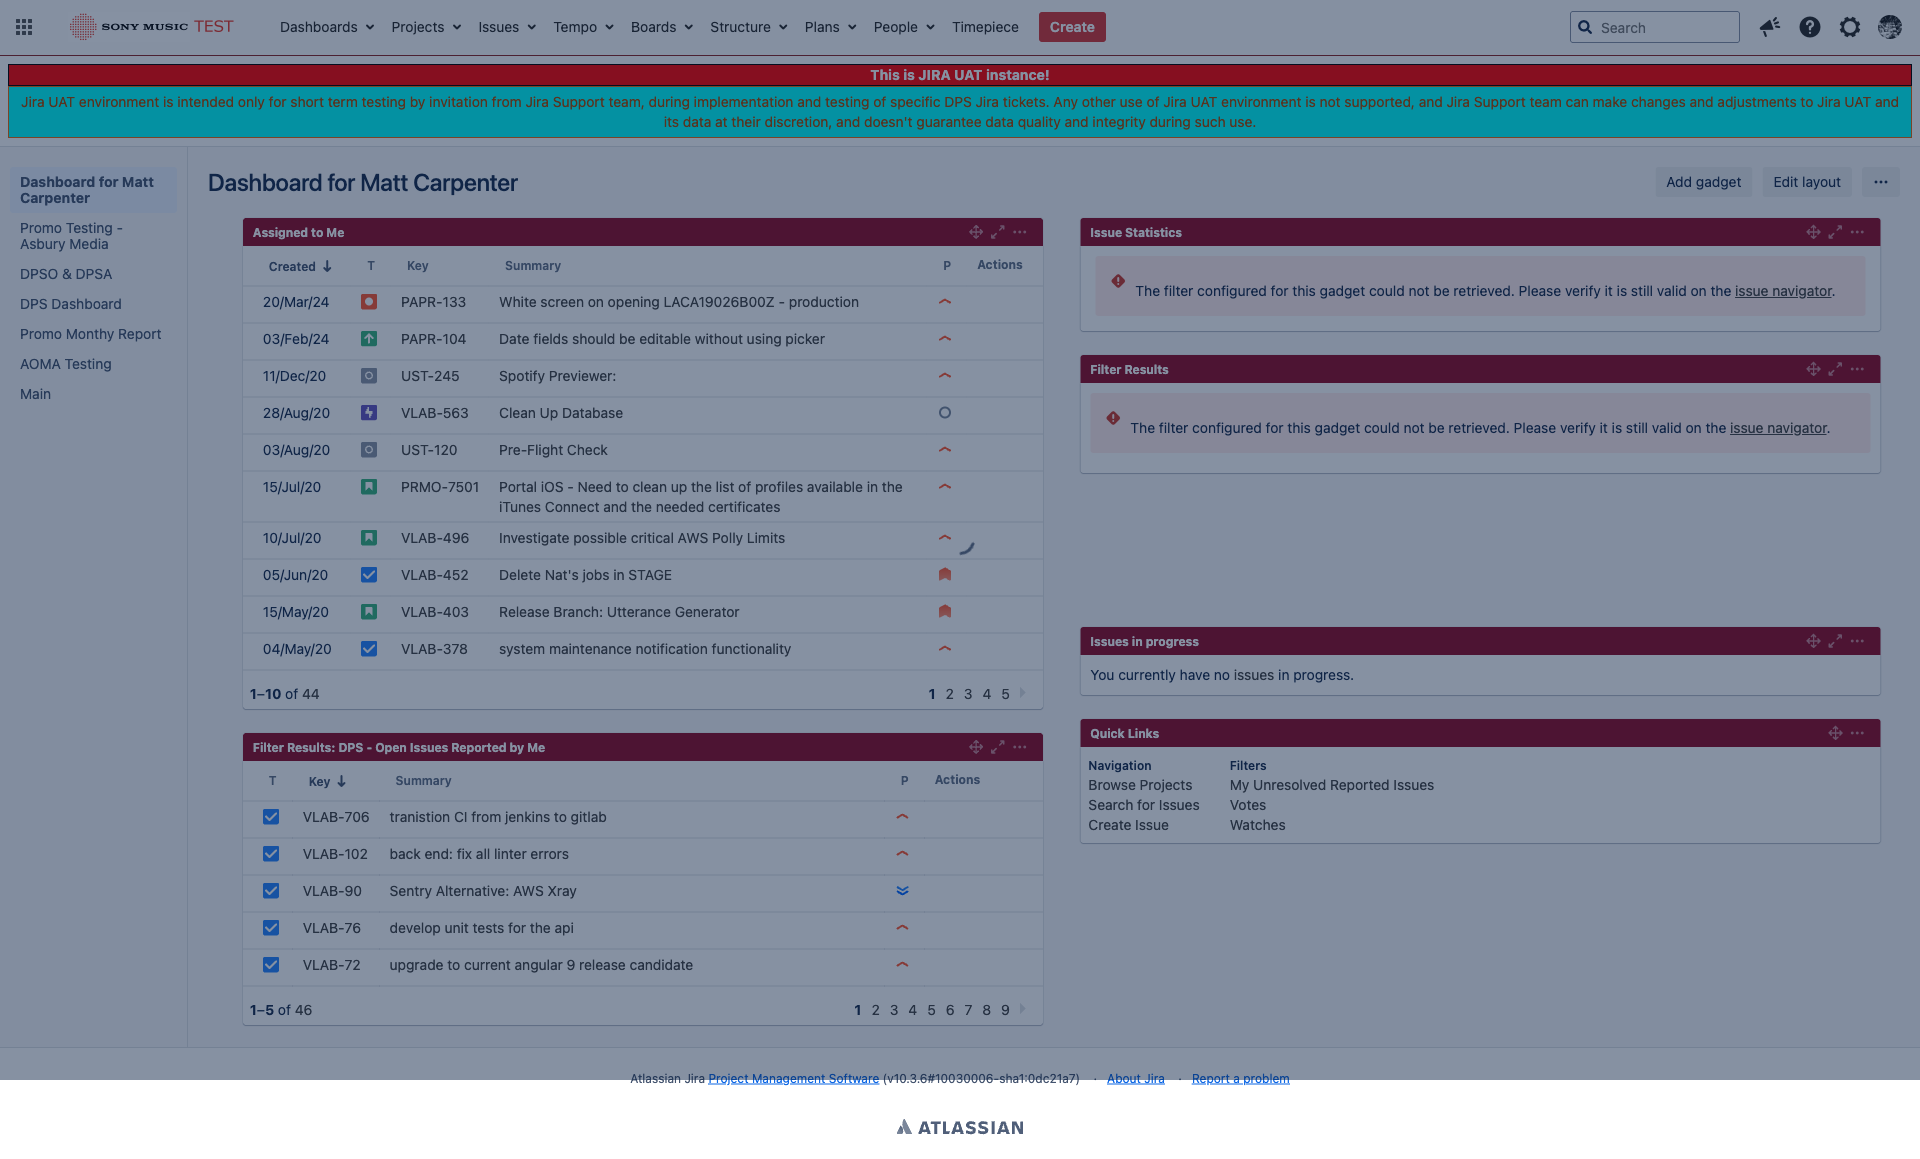 SONY MUSIC TEST
Dashboards Projects Issues Tempo Boards Structure Plans People Timepiece Create Search
This is JIRA UAT instance!
Jira UAT environment is intended only for short term testing by invitation from Jira Support team, during implementation and testing of specific DPS Jira tickets. Any other use of Jira UAT environment is not supported, and Jira Support team can make changes and adjustments to Jira UAT and
its data at their discretion, and doesn't guarantee data quality and integrity during such use.
Dashboard for Matt
Carpenter
Promo Testing -
Asbury Media
DPSO & DPSA
DPS Dashboard
Promo Monthy Report
AOMA Testing
Main
Dashboard for Matt Carpenter
Add gadget Edit layout
Assigned to Me
Created T Key Summary P Actions
20/Mar/24 PAPR-133 White screen on opening LACA19026B00Z - production
03/Feb/24 PAPR-104 Date fields should be editable without using picker
11/Dec/20 UST-245 Spotify Previewer:
28/Aug/20 VLAB-563 Clean Up Database
03/Aug/20 UST-120 Pre-Flight Check
15/Jul/20 PRMO-7501 Portal iOS - Need to clean up the list of profiles available in the
iTunes Connect and the needed certificates
10/Jul/20 VLAB-496 Investigate possible critical AWS Polly Limits
05/Jun/20 VLAB-452 Delete Nat's jobs in STAGE
15/May/20 VLAB-403 Release Branch: Utterance Generator
04/May/20 VLAB-378 system maintenance notification functionality
1–10 of 44 1 2 3 4 5
Filter Results: DPS - Open Issues Reported by Me
T Key Summary P Actions
VLAB-706 tranistion CI from jenkins to gitlab
VLAB-102 back end: fix all linter errors
VLAB-90 Sentry Alternative: AWS Xray
VLAB-76 develop unit tests for the api
VLAB-72 upgrade to current angular 9 release candidate
1–5 of 46 1 2 3 4 5 6 7 8 9
Issue Statistics
The filter configured for this gadget could not be retrieved. Please verify it is still valid on the issue navigator.
Filter Results
The filter configured for this gadget could not be retrieved. Please verify it is still valid on the issue navigator.
Issues in progress
You currently have no issues in progress.
Quick Links
Navigation Filters
Browse Projects My Unresolved Reported Issues
Search for Issues Votes
Create Issue Watches
Atlassian Jira Project Management Software (v10.3.6#10030006-sha1:0dc21a7) · About Jira · Report a problem
ATLASSIAN